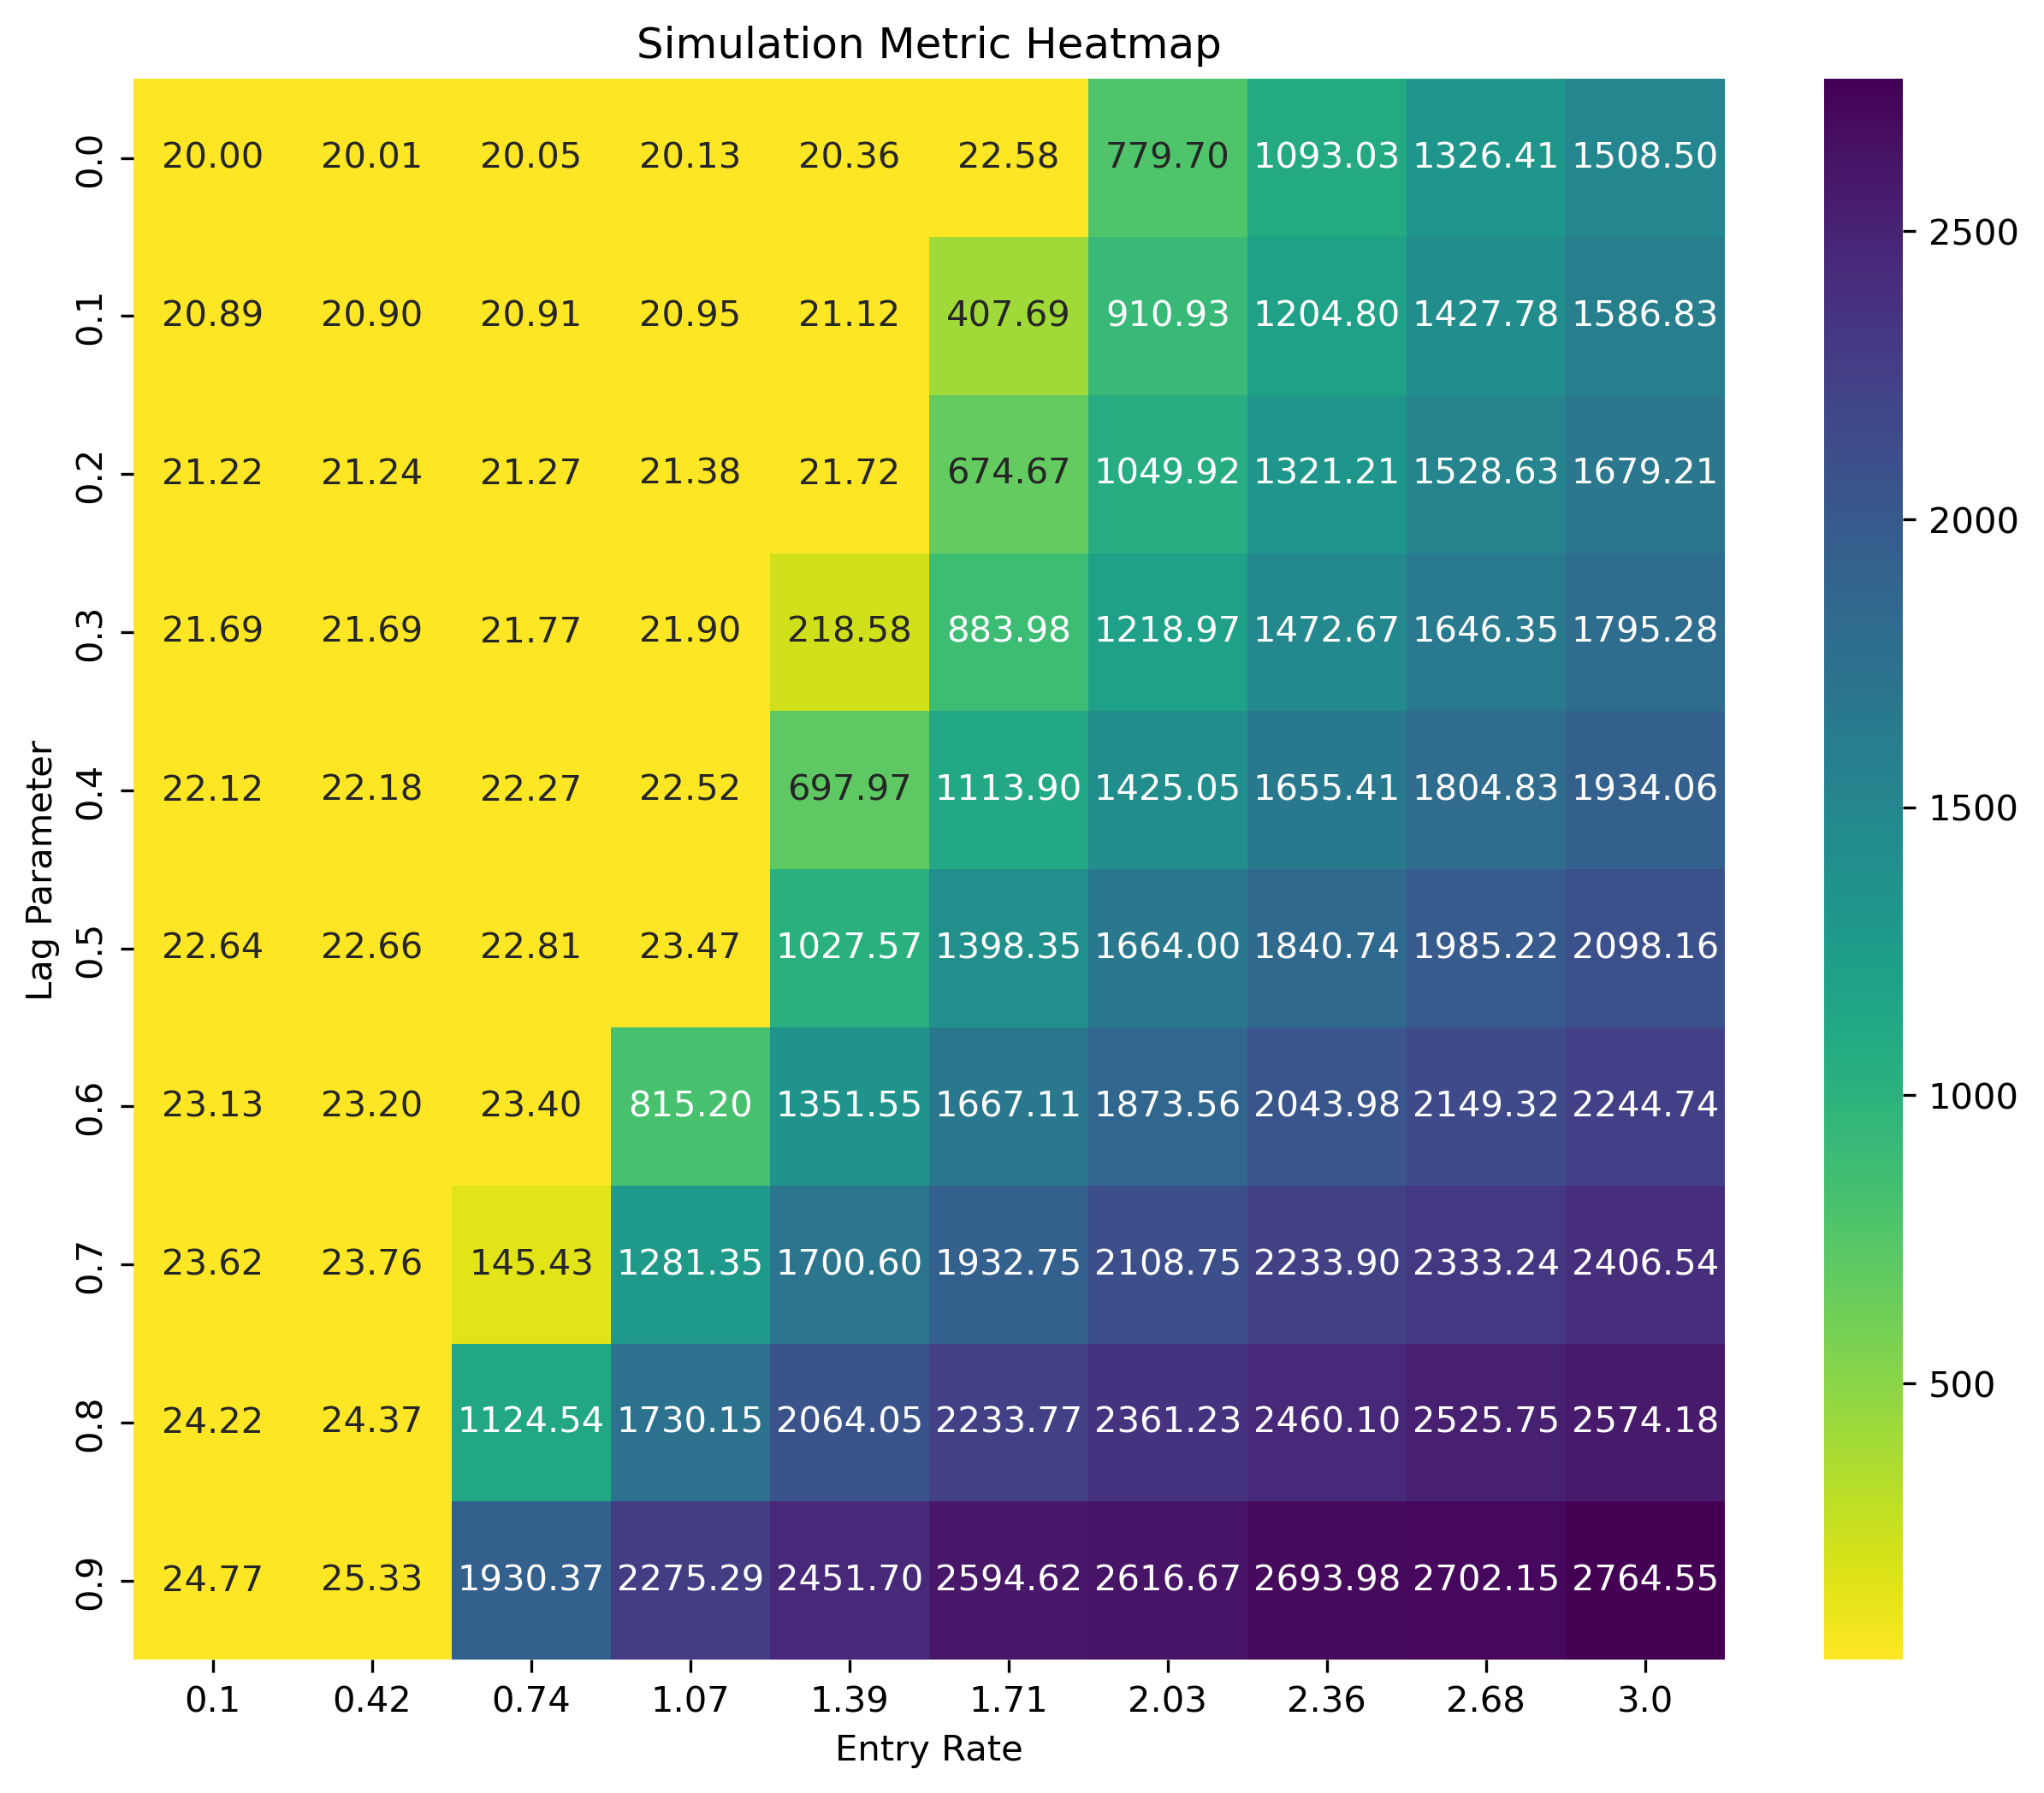 Simulation Metric Heatmap
0.0 20.00 20.01 20.05 20.13 20.36 22.58 779.70 1093.03 1326.41 1508.50
0.1 20.89 20.90 20.91 20.95 21.12 407.69 910.93 1204.80 1427.78 1586.83
0.2 21.22 21.24 21.27 21.38 21.72 674.67 1049.92 1321.21 1528.63 1679.21
0.3 21.69 21.69 21.77 21.90 218.58 883.98 1218.97 1472.67 1646.35 1795.28
0.4 22.12 22.18 22.27 22.52 697.97 1113.90 1425.05 1655.41 1804.83 1934.06
0.5 22.64 22.66 22.81 23.47 1027.57 1398.35 1664.00 1840.74 1985.22 2098.16
0.6 23.13 23.20 23.40 815.20 1351.55 1667.11 1873.56 2043.98 2149.32 2244.74
0.7 23.62 23.76 145.43 1281.35 1700.60 1932.75 2108.75 2233.90 2333.24 2406.54
0.8 24.22 24.37 1124.54 1730.15 2064.05 2233.77 2361.23 2460.10 2525.75 2574.18
0.9 24.77 25.33 1930.37 2275.29 2451.70 2594.62 2616.67 2693.98 2702.15 2764.55
0.1 0.42 0.74 1.07 1.39 1.71 2.03 2.36 2.68 3.0
Entry Rate
Lag Parameter
2500
2000
1500
1000
500